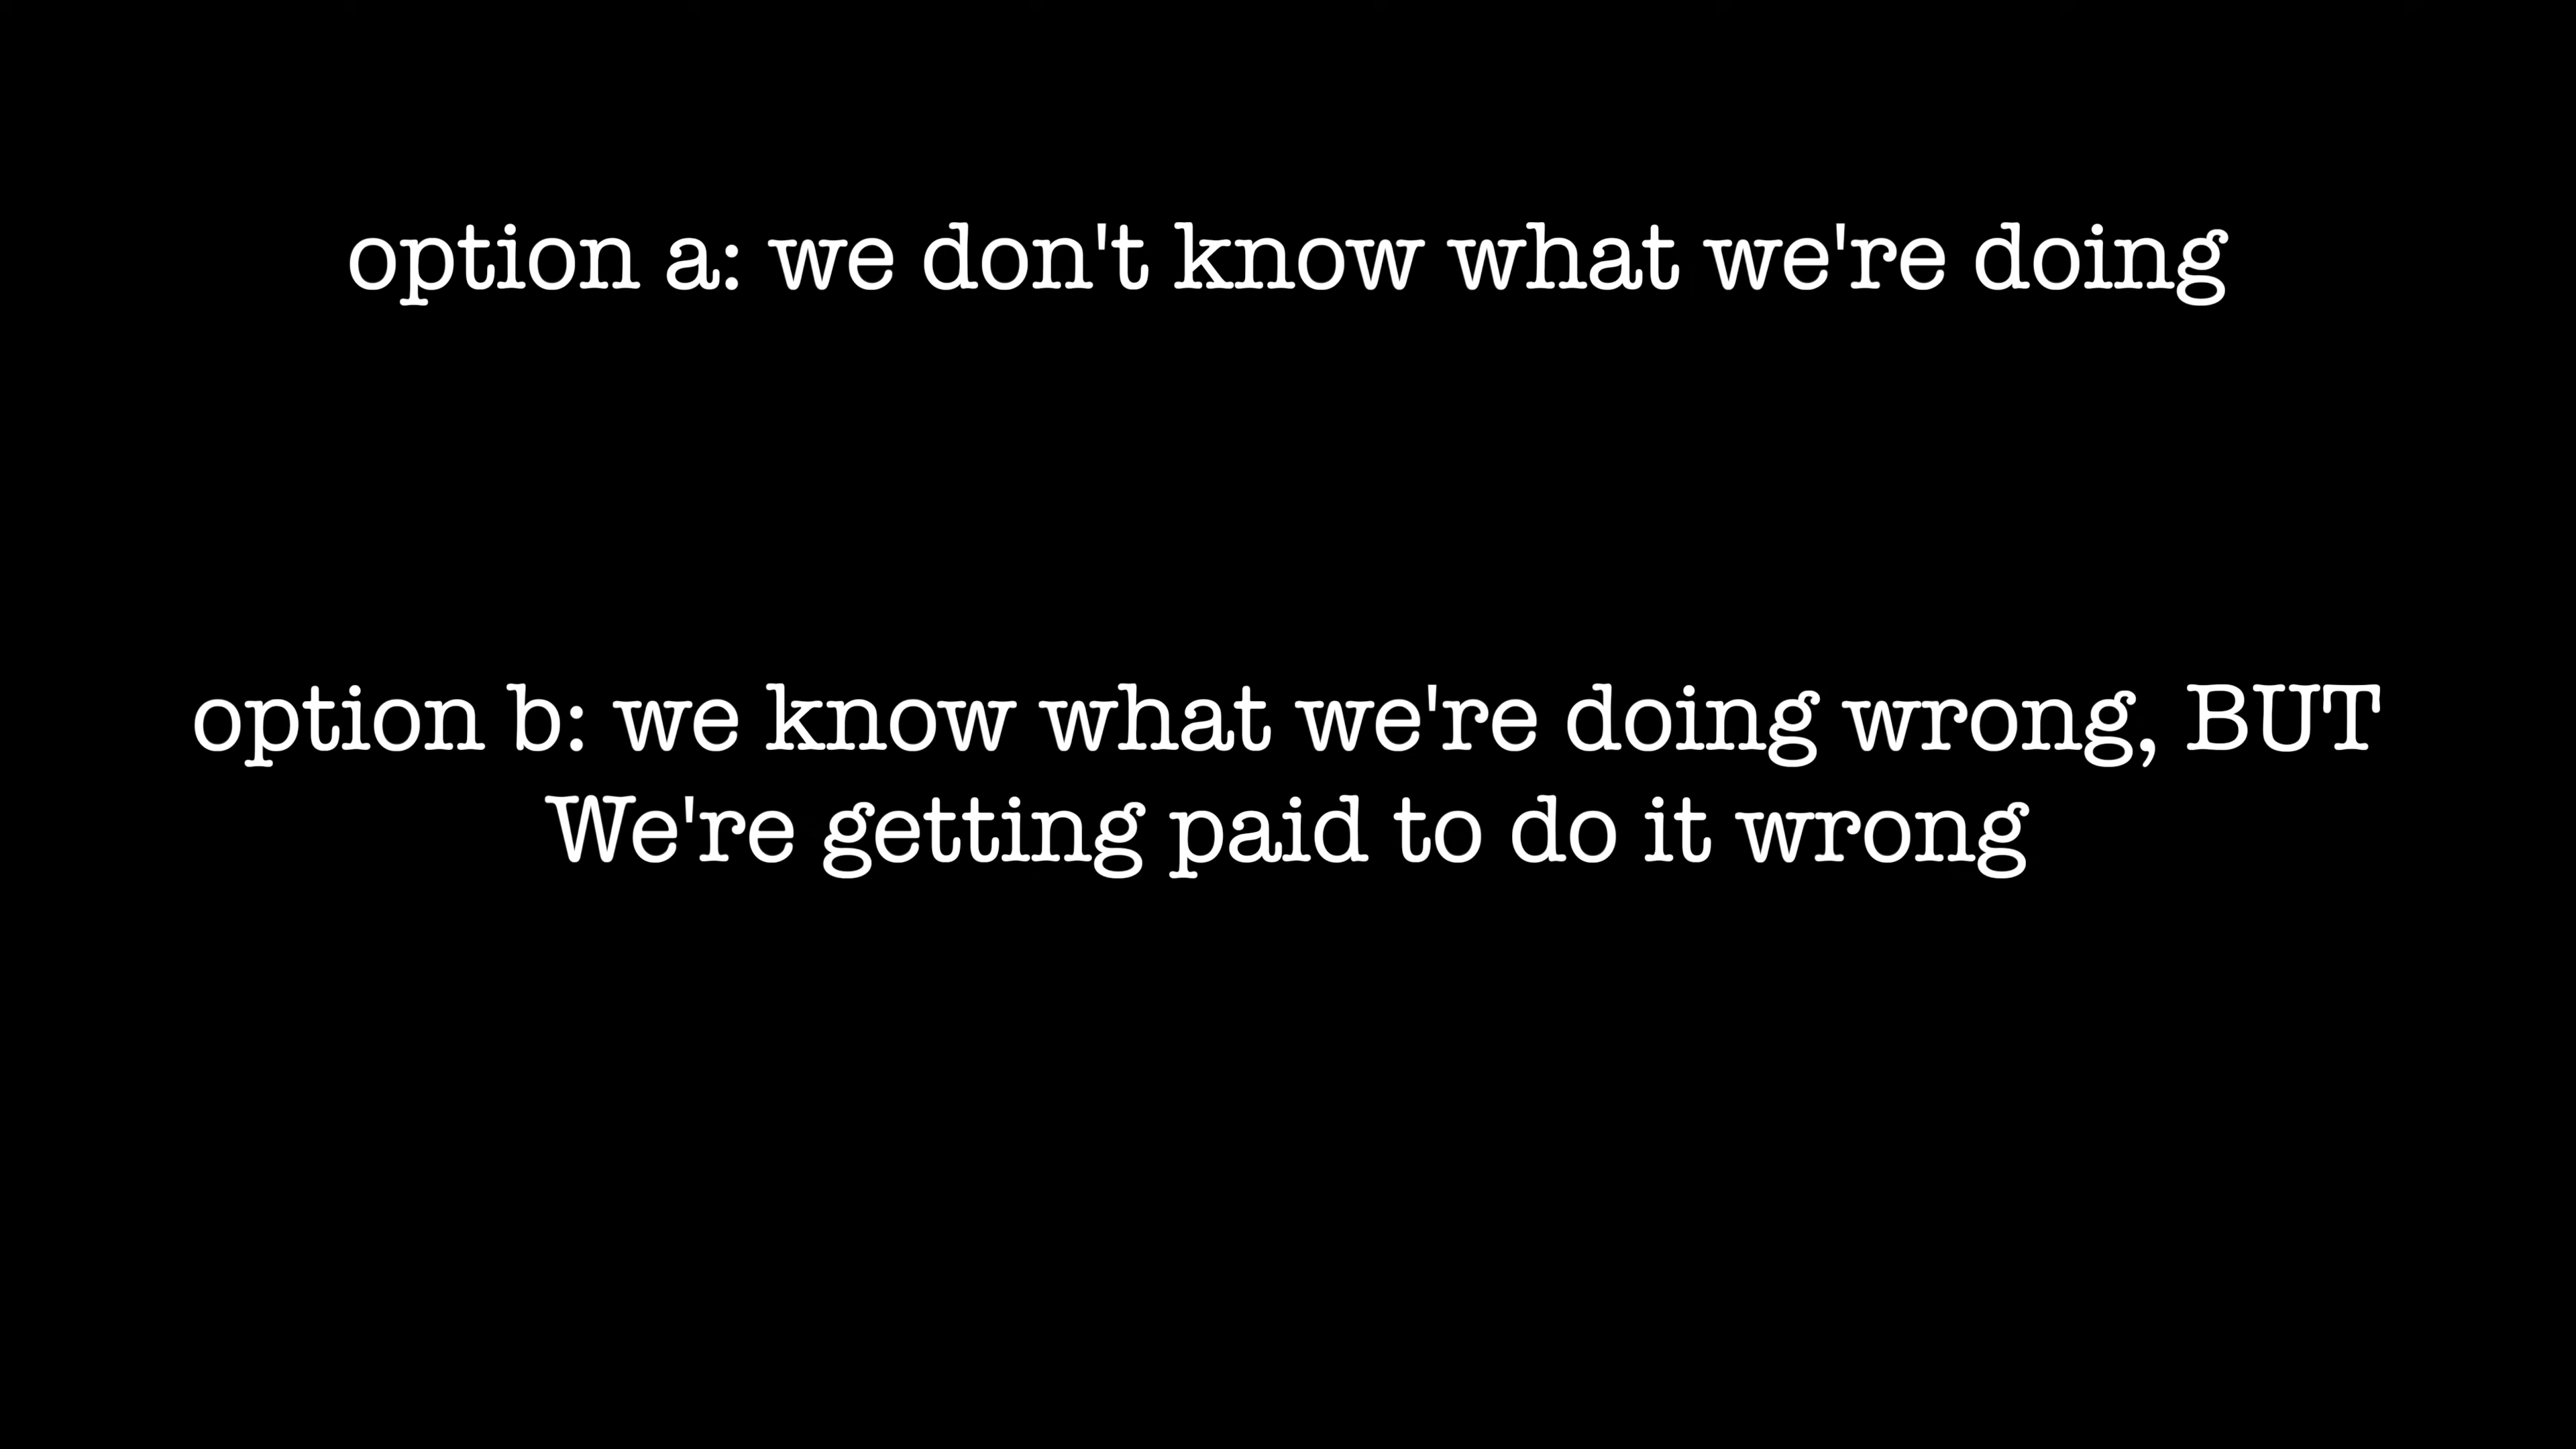 option a: we don't know what we're doing
option b: we know what we're doing wrong, BUT
We're getting paid to do it wrong